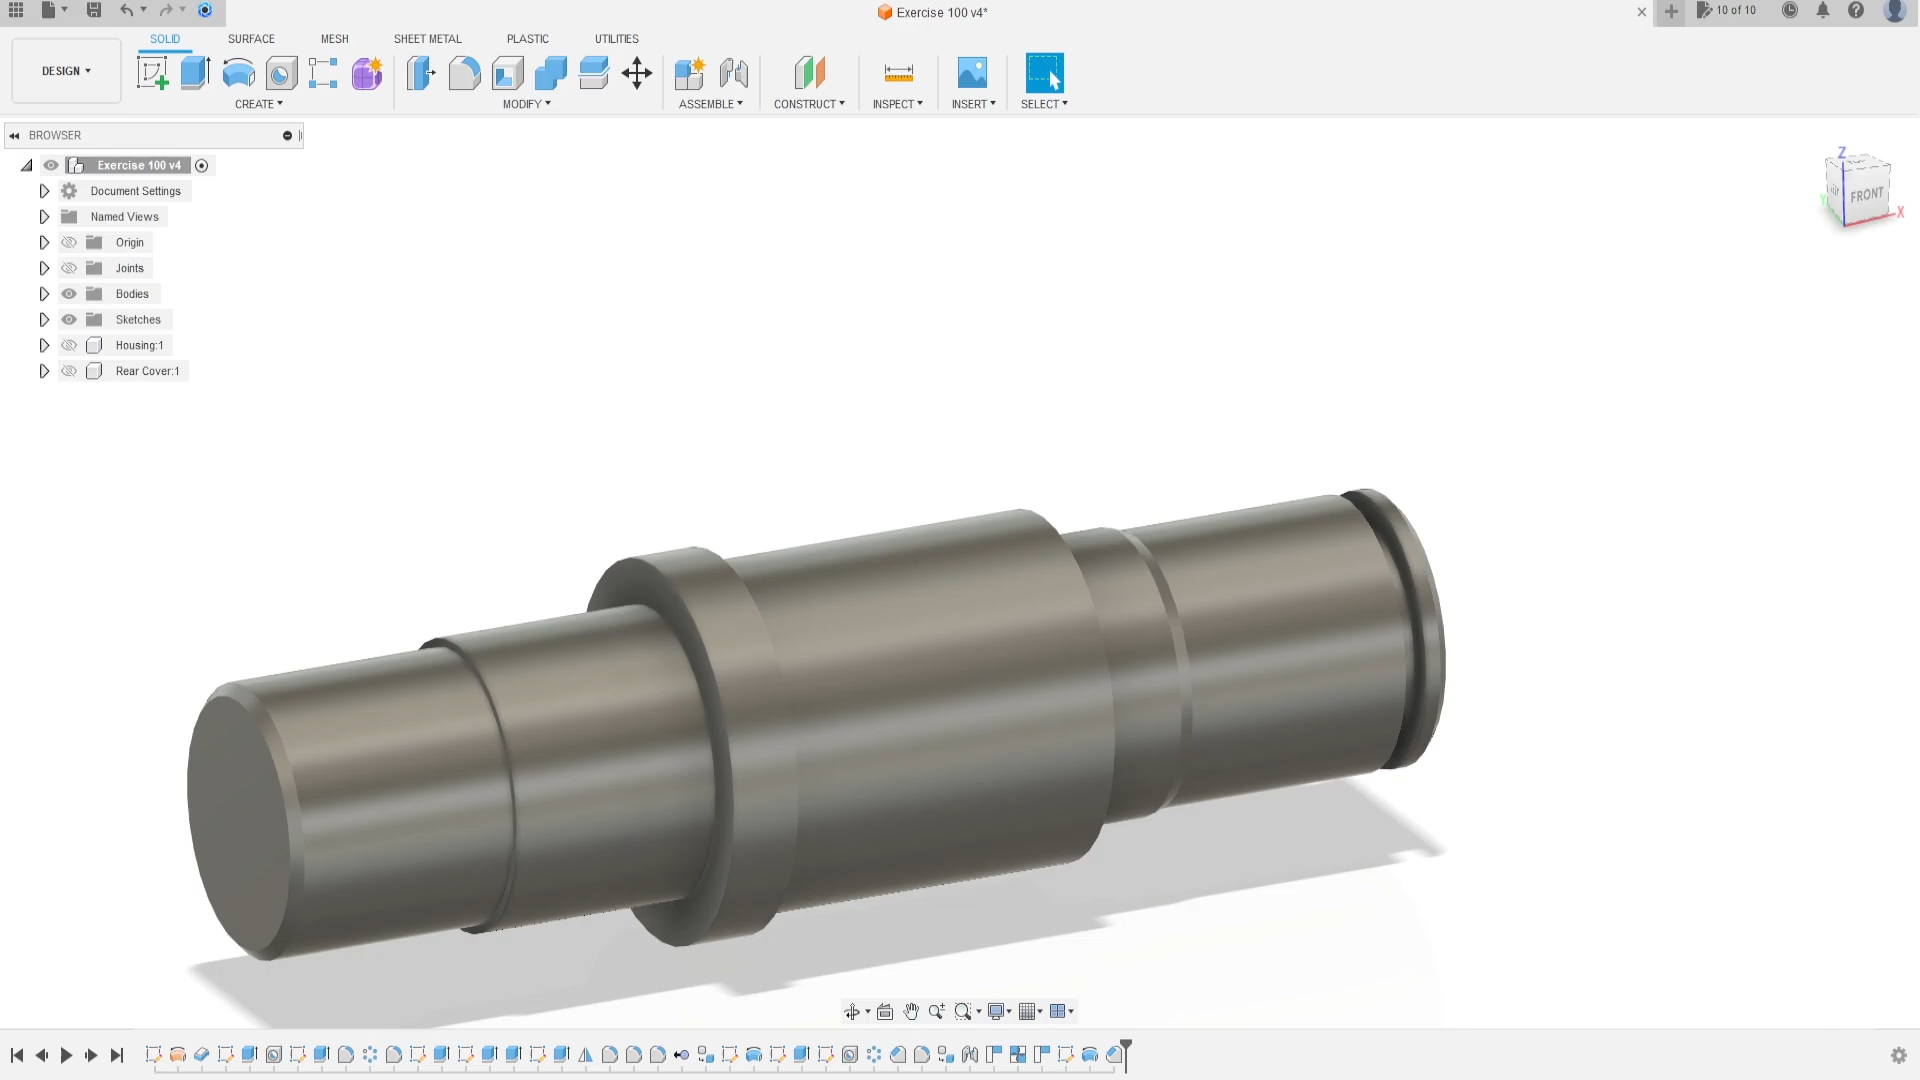 Exercise 100 v4*
10 of 10
SOLID SURFACE MESH SHEET METAL PLASTIC UTILITIES
DESIGN
CREATE MODIFY ASSEMBLE CONSTRUCT INSPECT INSERT SELECT
BROWSER
Exercise 100 v4
Document Settings
Named Views
Origin
Joints
Bodies
Sketches
Housing:1
Rear Cover:1
Z
FRONT
Y
X